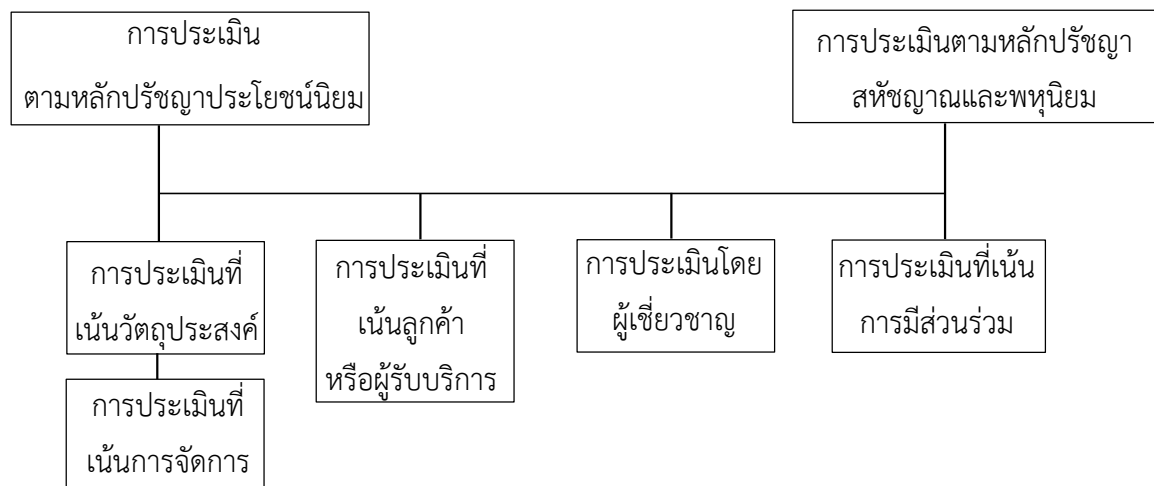 การประเมิน
ตามหลักปรัชญาประโยชน์นิยม
การประเมินตามหลักปรัชญา
สหัชญาณและพหุนิยม
การประเมินที่
เน้นวัตถุประสงค์
การประเมินที่
เน้นลูกค้า
หรือผู้รับบริการ
การประเมินโดย
ผู้เชี่ยวชาญ
การประเมินที่เน้น
การมีส่วนร่วม
การประเมินที่
เน้นการจัดการ